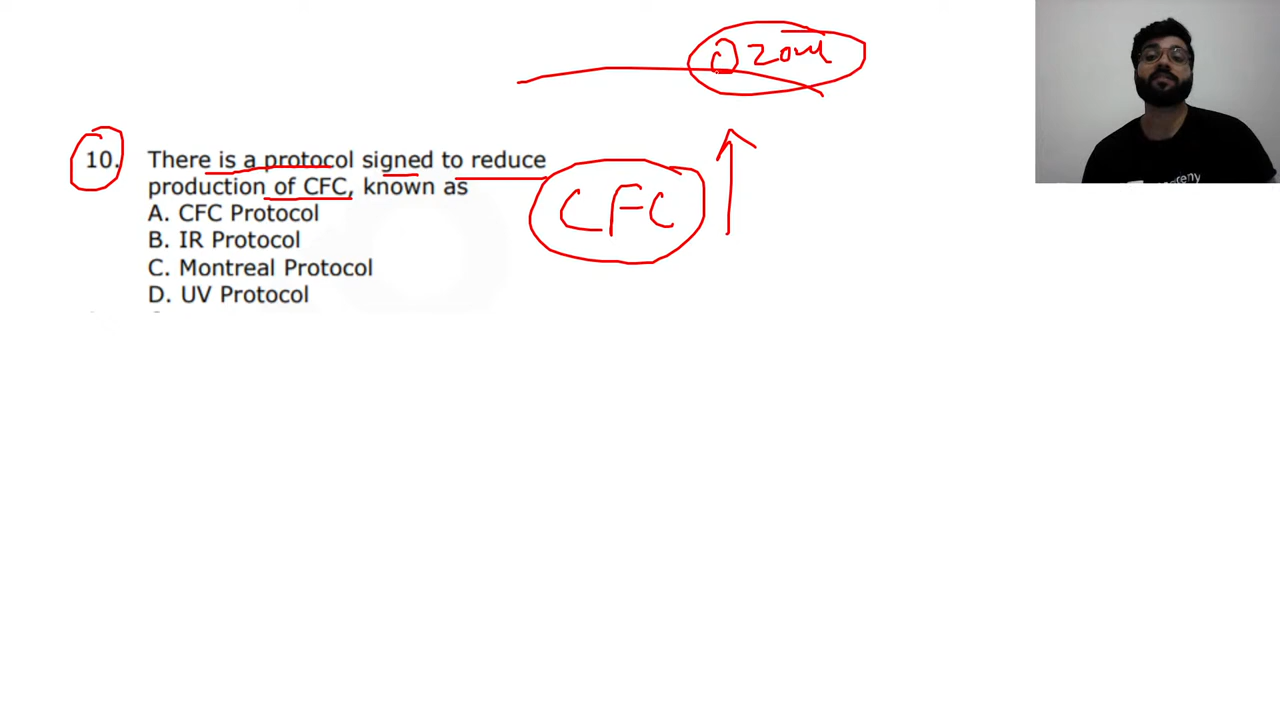 Ozone
10. There is a protocol signed to reduce
production of CFC, known as
CFC
A. CFC Protocol
B. IR Protocol
C. Montreal Protocol
D. UV Protocol